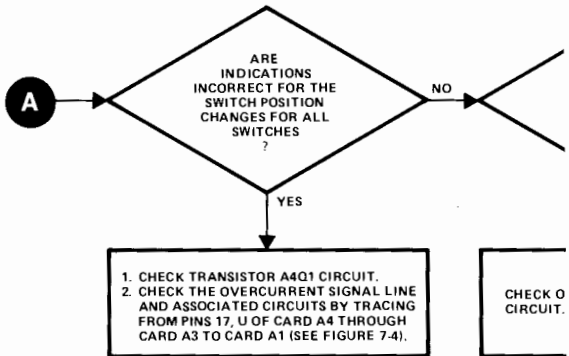 ARE
INDICATIONS
INCORRECT FOR THE
SWITCH POSITION
CHANGES FOR ALL
SWITCHES
?
A
NO
YES
1. CHECK TRANSISTOR A4Q1 CIRCUIT.
2. CHECK THE OVERCURRENT SIGNAL LINE
AND ASSOCIATED CIRCUITS BY TRACING
FROM PINS 17, U OF CARD A4 THROUGH
CARD A3 TO CARD A1 (SEE FIGURE 7-4).
CHECK O
CIRCUIT.